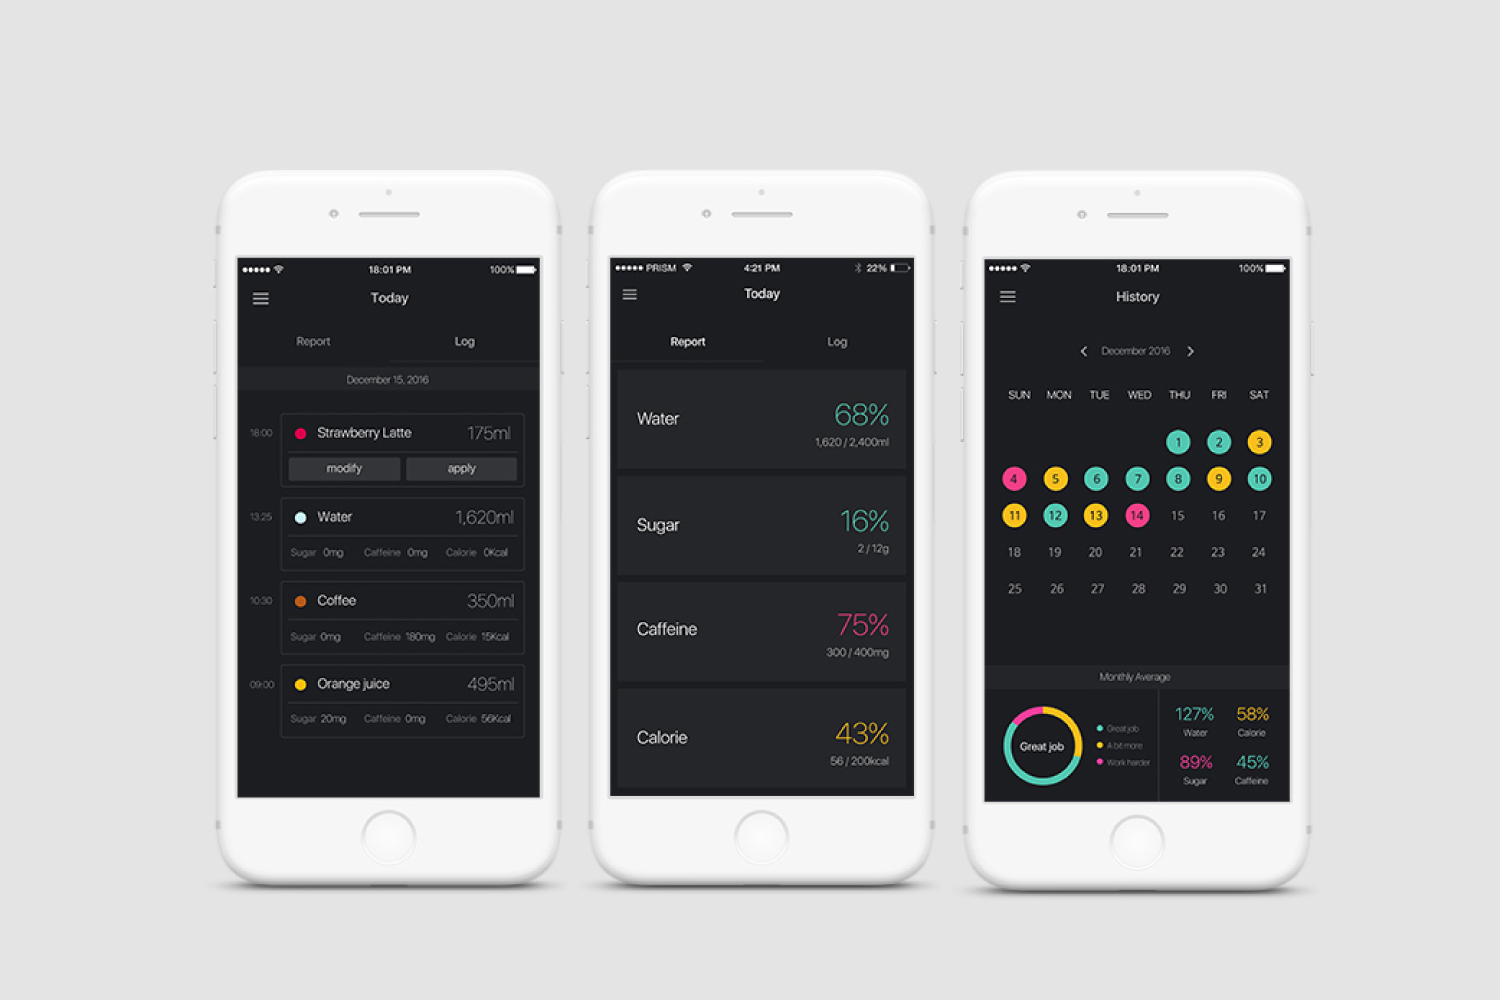 18:01 PM 100%
Today
Report Log
December 15, 2016
18:00 Strawberry Latte 175ml
modify apply
13:25 Water 1,620ml
Sugar 0mg Caffeine 0mg Calorie 0Kcal
10:30 Coffee 350ml
Sugar 0mg Caffeine 180mg Calorie 15Kcal
09:00 Orange juice 495ml
Sugar 20mg Caffeine 0mg Calorie 56Kcal
PRISM 4:21 PM 22%
Today
Report Log
Water 68%
1,620 / 2,400ml
Sugar 16%
2 / 12g
Caffeine 75%
300 / 400mg
Calorie 43%
56 / 200kcal
18:01 PM 100%
History
December 2016
SUN MON TUE WED THU FRI SAT
1 2 3
4 5 6 7 8 9 10
11 12 13 14 15 16 17
18 19 20 21 22 23 24
25 26 27 28 29 30 31
Monthly Average
Great job
Great job
A bit more
Work harder
127% 58%
Water Calorie
89% 45%
Sugar Caffeine